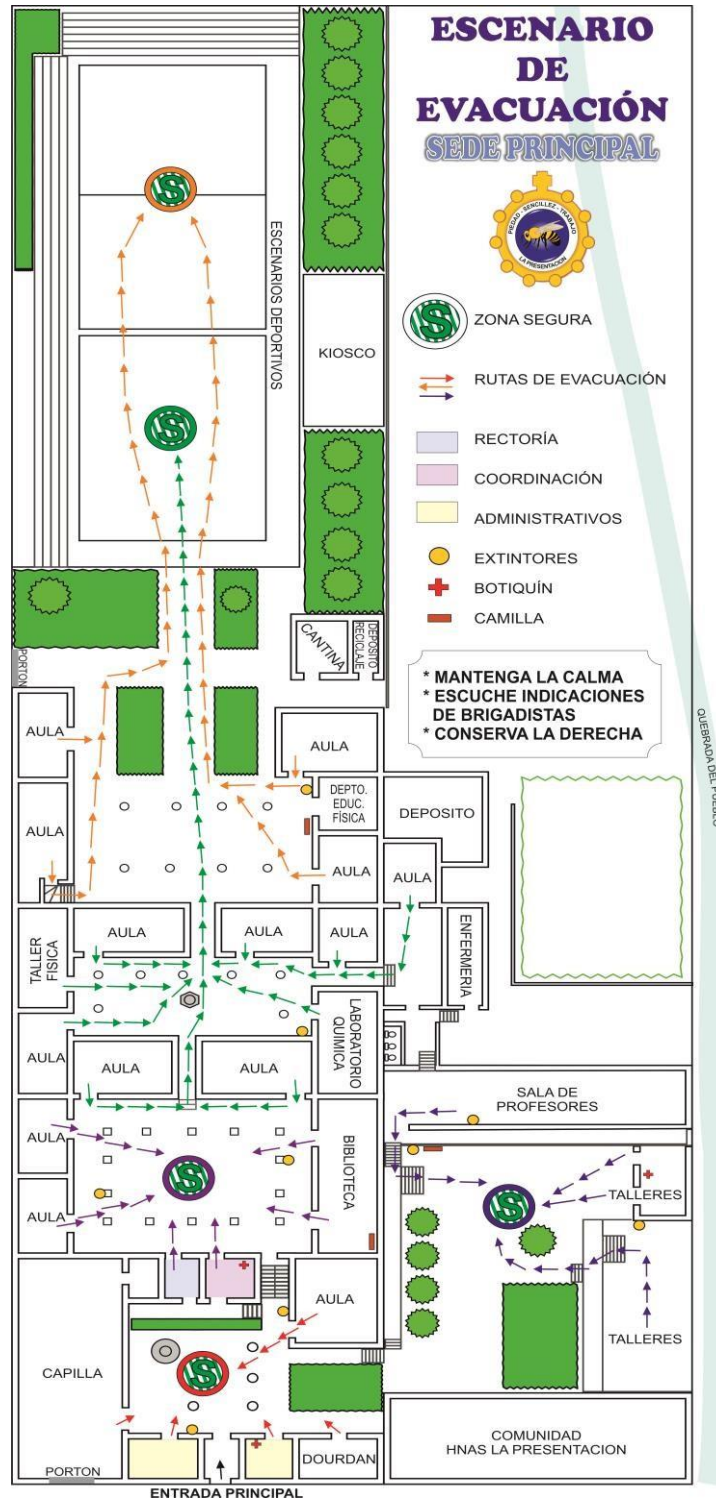 ESCENARIO
DE
EVACUACIÓN
SEDE PRINCIPAL
PIEDAD - SENCILLEZ - TRABAJO
LA PRESENTACION
S
ZONA SEGURA
RUTAS DE EVACUACIÓN
RECTORÍA
COORDINACIÓN
ADMINISTRATIVOS
EXTINTORES
BOTIQUÍN
CAMILLA
* MANTENGA LA CALMA
* ESCUCHE INDICACIONES
DE BRIGADISTAS
* CONSERVA LA DERECHA
QUEBRADA DEL PUEBLO
S
ESCENARIOS DEPORTIVOS
KIOSCO
S
CANTINA
DEPOSITO
RECICLAJE
PORTON
AULA
AULA
DEPTO.
EDUC.
FÍSICA
DEPOSITO
AULA
AULA
AULA
TALLER
FISICA
AULA
AULA
AULA
ENFERMERIA
LABORATORIO
QUIMICA
AULA
AULA
AULA
SALA DE
PROFESORES
AULA
BIBLIOTECA
S
AULA
S
TALLERES
AULA
TALLERES
CAPILLA
S
DOURDAN
COMUNIDAD
HNAS LA PRESENTACION
PORTON
ENTRADA PRINCIPAL